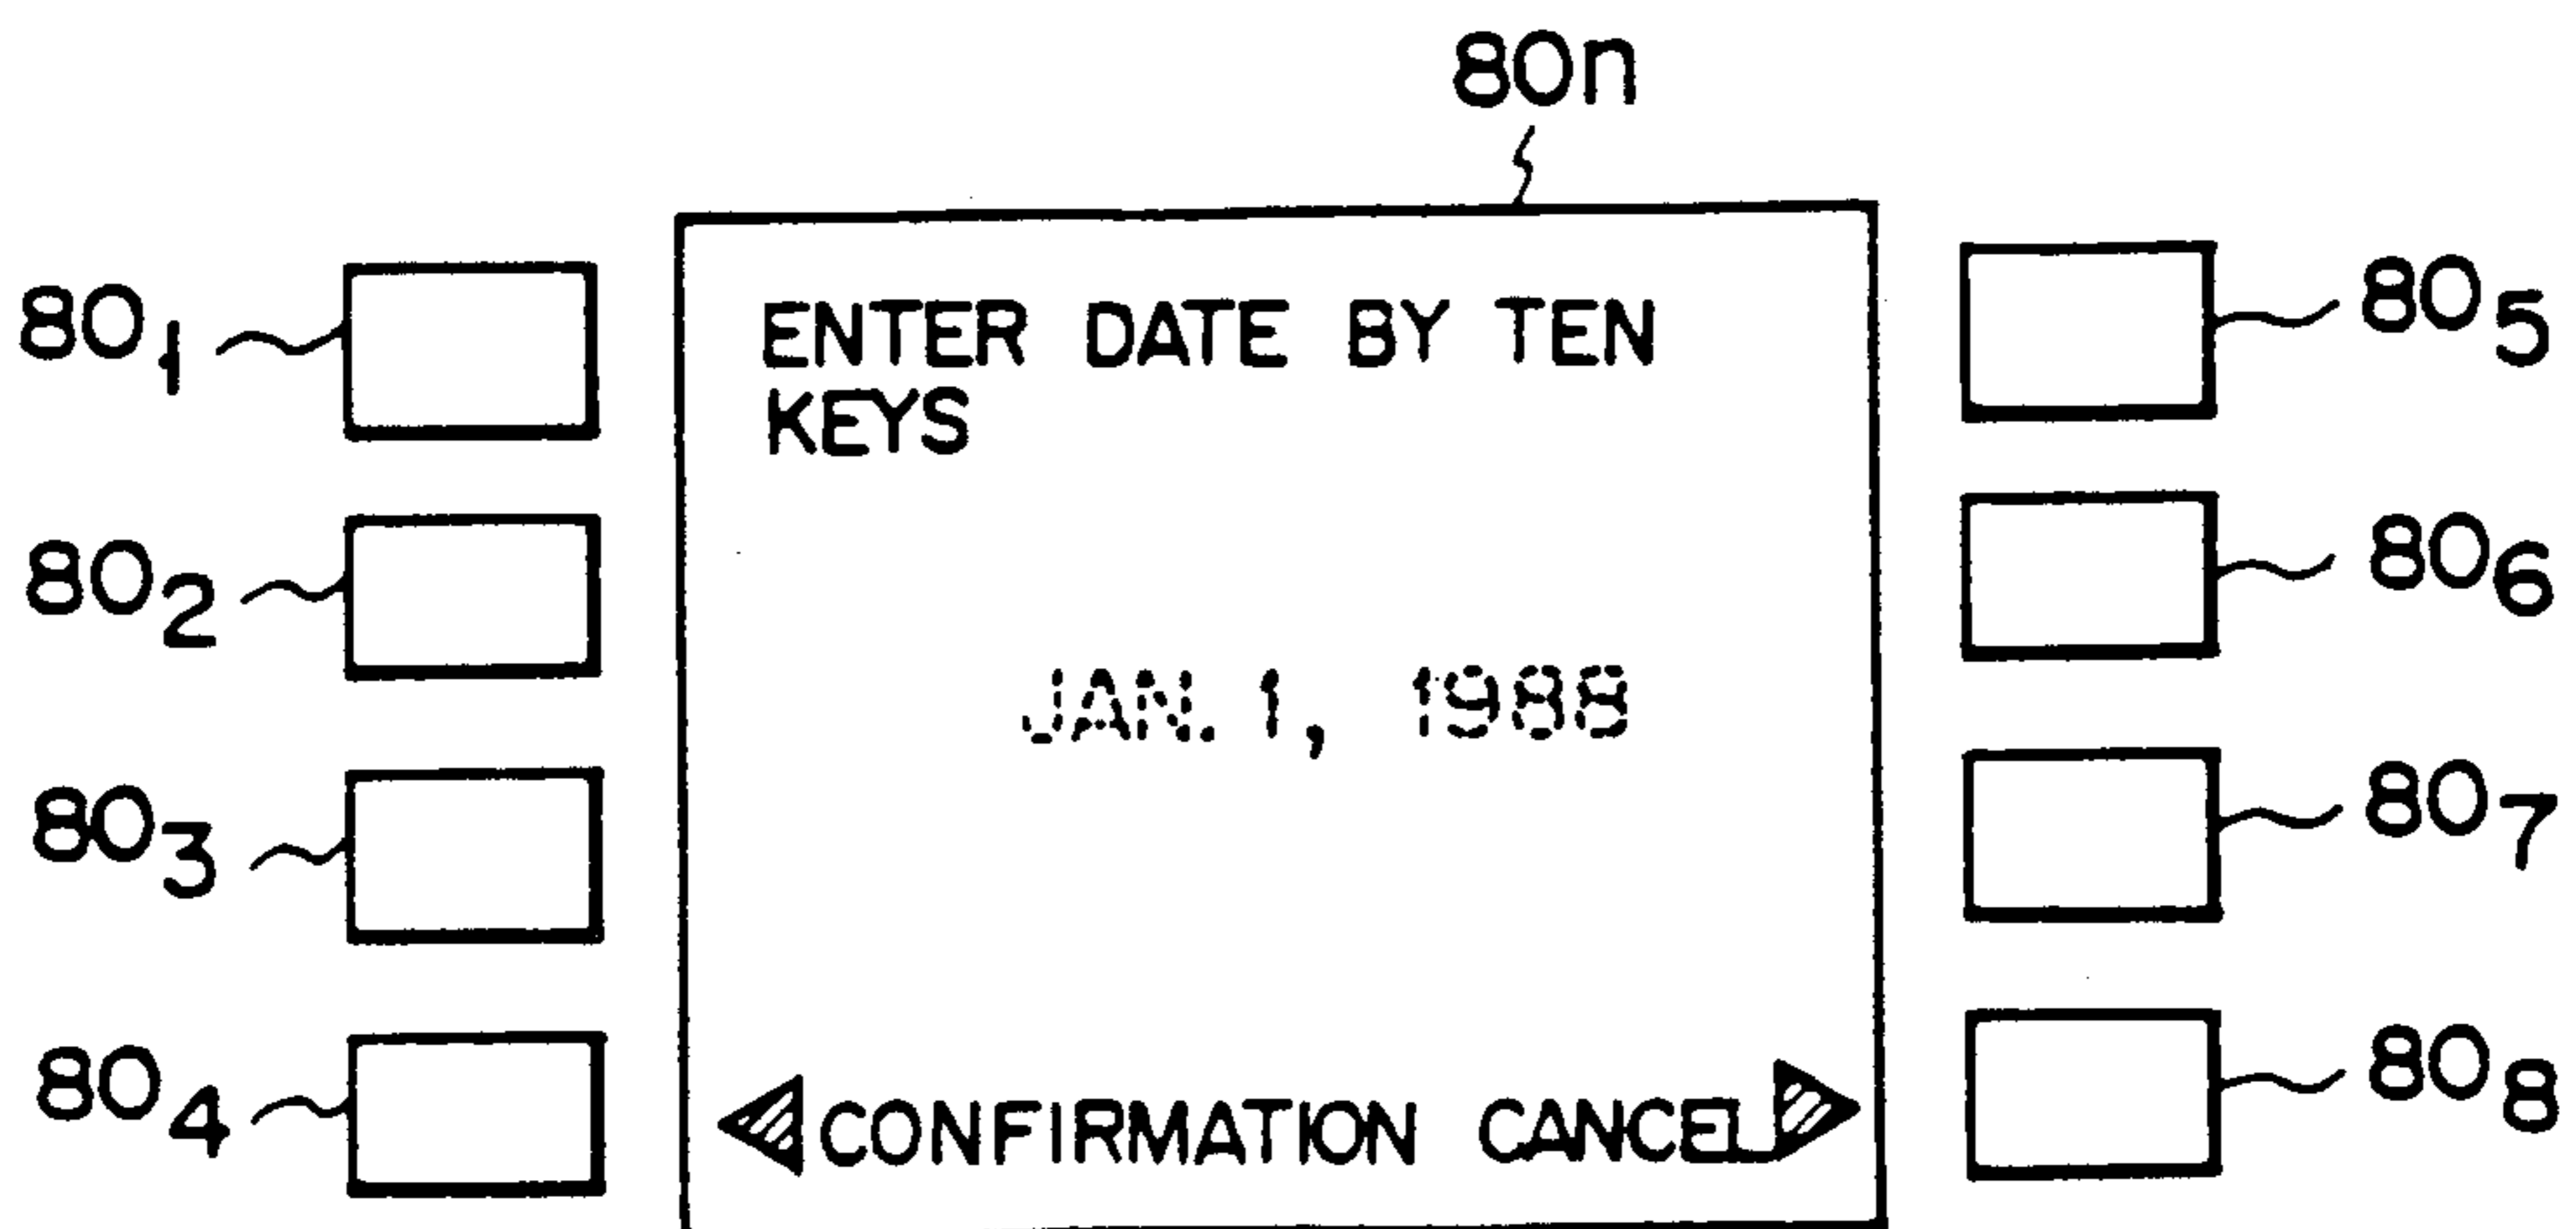 80n
80₁
80₂
80₃
80₄
ENTER DATE BY TEN
KEYS
JAN. 1, 1988
CONFIRMATION CANCEL
80₅
80₆
80₇
80₈